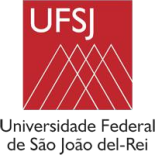 UFSJ
Universidade Federal
de São João del-Rei